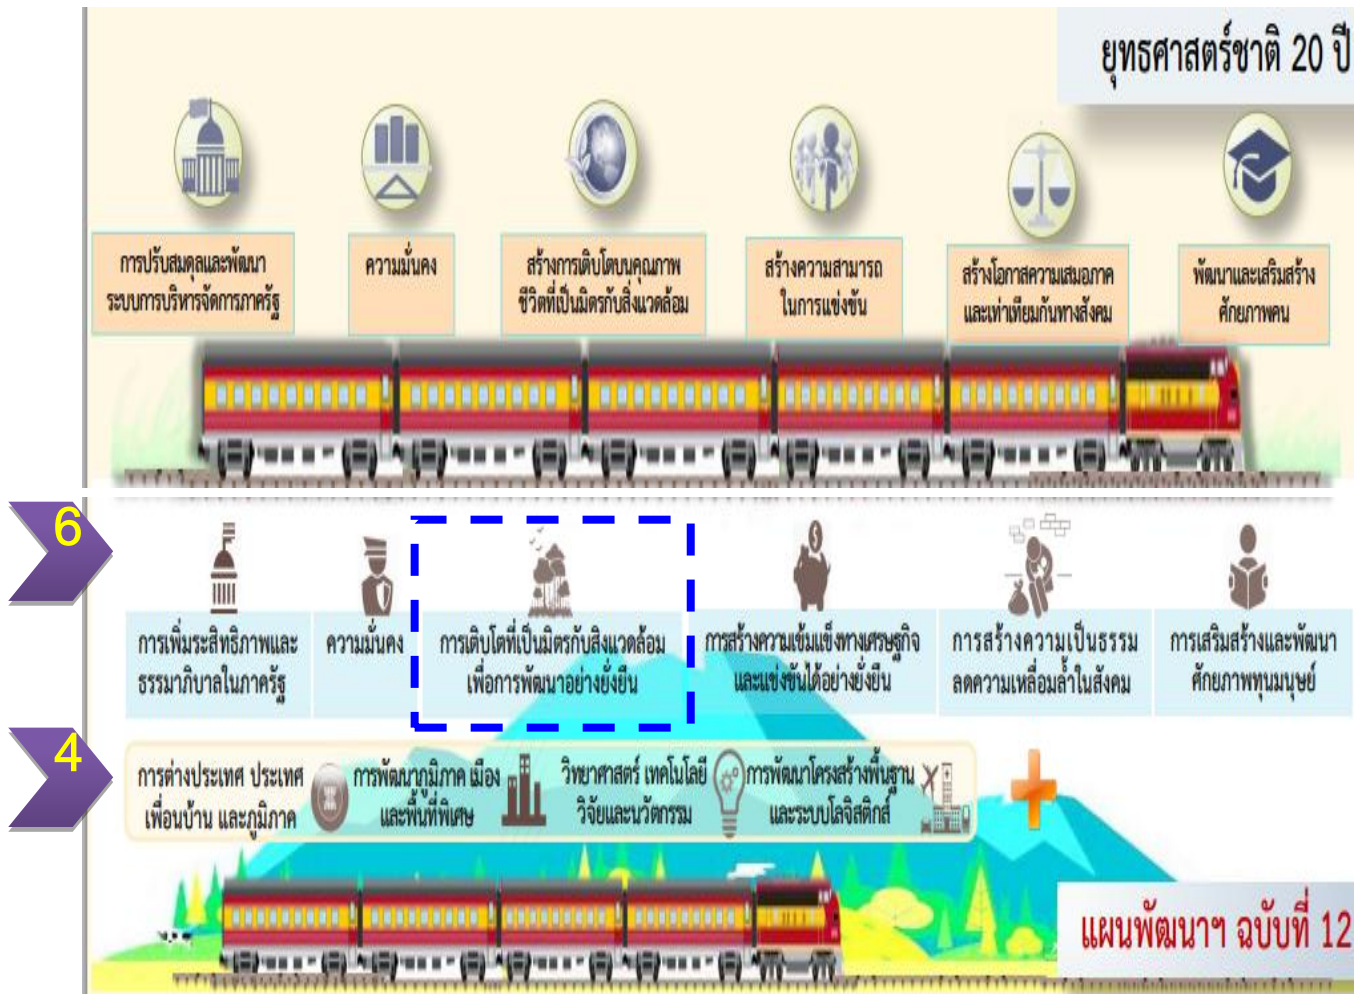 ยุทธศาสตร์ชาติ 20 ปี
การปรับสมดุลและพัฒนา
ระบบการบริหารจัดการภาครัฐ
ความมั่นคง
สร้างการเติบโตบนคุณภาพ
ชีวิตที่เป็นมิตรกับสิ่งแวดล้อม
สร้างความสามารถ
ในการแข่งขัน
สร้างโอกาสความเสมอภาค
และเท่าเทียมกันทางสังคม
พัฒนาและเสริมสร้าง
ศักยภาพคน
6
การเพิ่มระสิทธิภาพและ
ธรรมาภิบาลในภาครัฐ
ความมั่นคง
การเติบโตที่เป็นมิตรกับสิ่งแวดล้อม
เพื่อการพัฒนาอย่างยั่งยืน
การสร้างความเข้มแข็งทางเศรษฐกิจ
และแข่งขันได้อย่างยั่งยืน
การสร้างความเป็นธรรม
ลดความเหลื่อมล้ำในสังคม
การเสริมสร้างและพัฒนา
ศักยภาพทุนมนุษย์
4
การต่างประเทศ ประเทศ
เพื่อนบ้าน และภูมิภาค
การพัฒนาภูมิภาค เมือง
และพื้นที่พิเศษ
วิทยาศาสตร์ เทคโนโลยี
วิจัยและนวัตกรรม
การพัฒนาโครงสร้างพื้นฐาน
และระบบโลจิสติกส์
แผนพัฒนาฯ ฉบับที่ 12